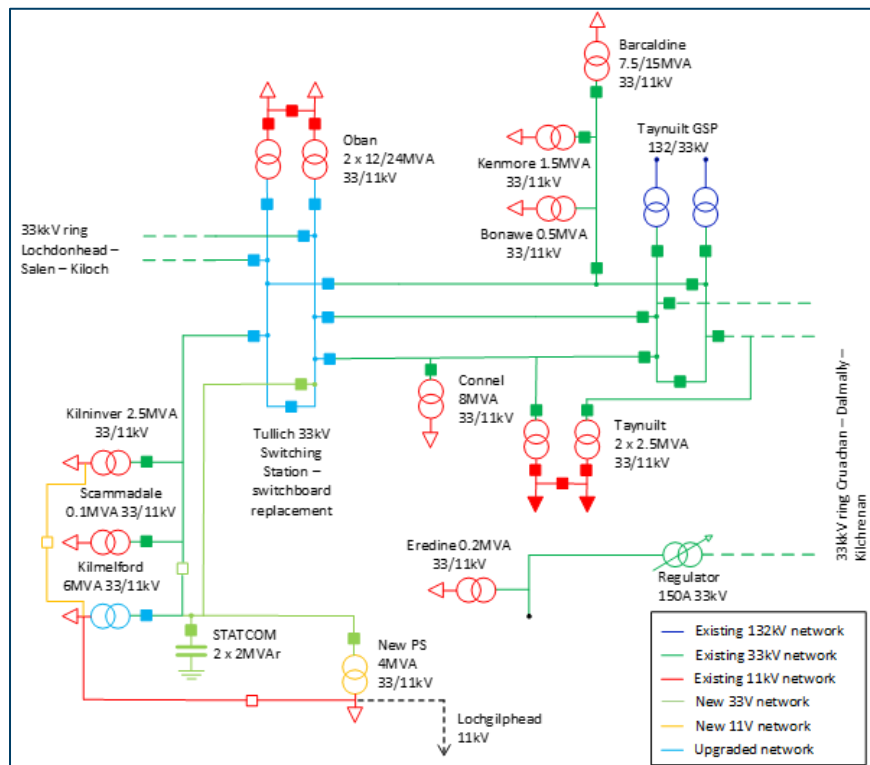 Barcaldine
7.5/15MVA
33/11kV
Oban
2 x 12/24MVA
33/11kV
Taynuilt GSP
132/33kV
Kenmore 1.5MVA
33/11kV
Bonawe 0.5MVA
33/11kV
33kkV ring
Lochdonhead –
Salen – Kiloch
Connel
8MVA
33/11kV
Taynuilt
2 x 2.5MVA
33/11kV
Kilninver 2.5MVA
33/11kV
Tullich 33kV
Switching
Station –
switchboard
replacement
Scammadale
0.1MVA 33/11kV
Kilmelford
6MVA 33/11kV
33kkV ring Cruachan – Dalmally –
Kilchrenan
Eredine 0.2MVA
33/11kV
Regulator
150A 33kV
STATCOM
2 x 2MVAr
New PS
4MVA
33/11kV
Lochgilphead
11kV
Existing 132kV network
Existing 33kV network
Existing 11kV network
New 33V network
New 11V network
Upgraded network